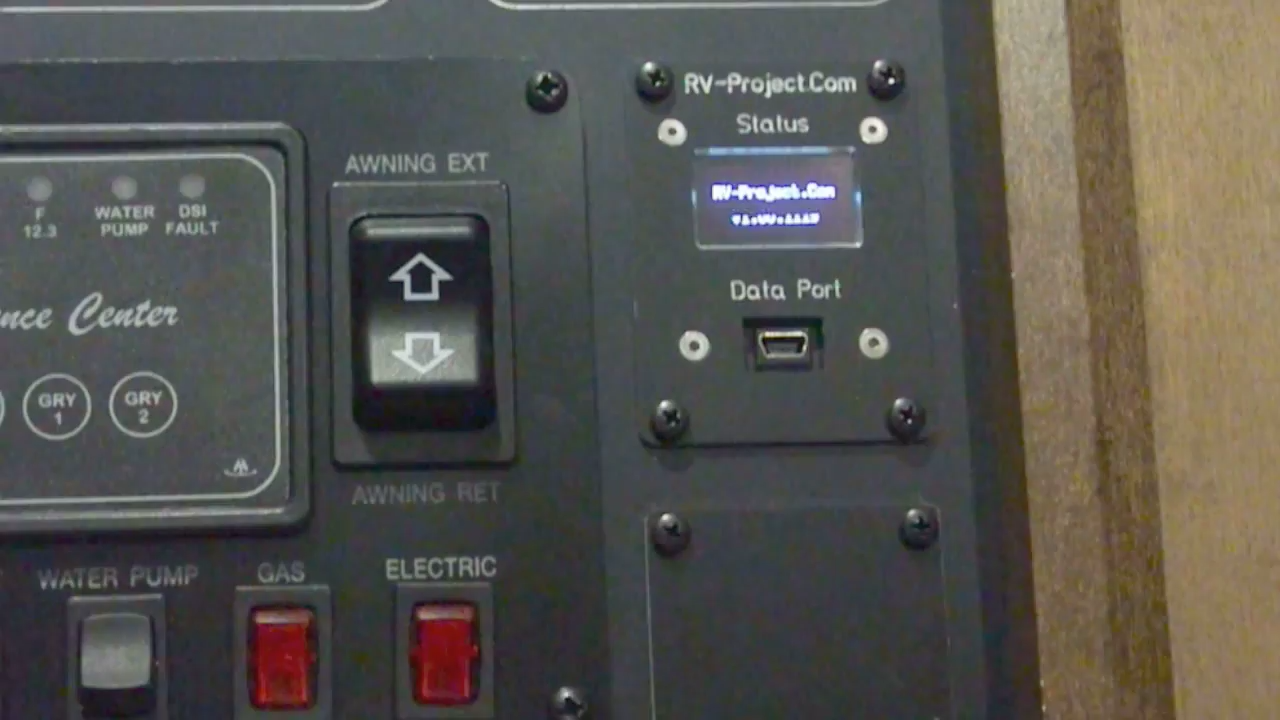 RV-Project.Com
Status
RV-Project.Com
Data Port
AWNING EXT
AWNING RET
F
12.3
WATER
PUMP
DSI
FAULT
nce Center
GRY
1
GRY
2
WATER PUMP
GAS
ELECTRIC